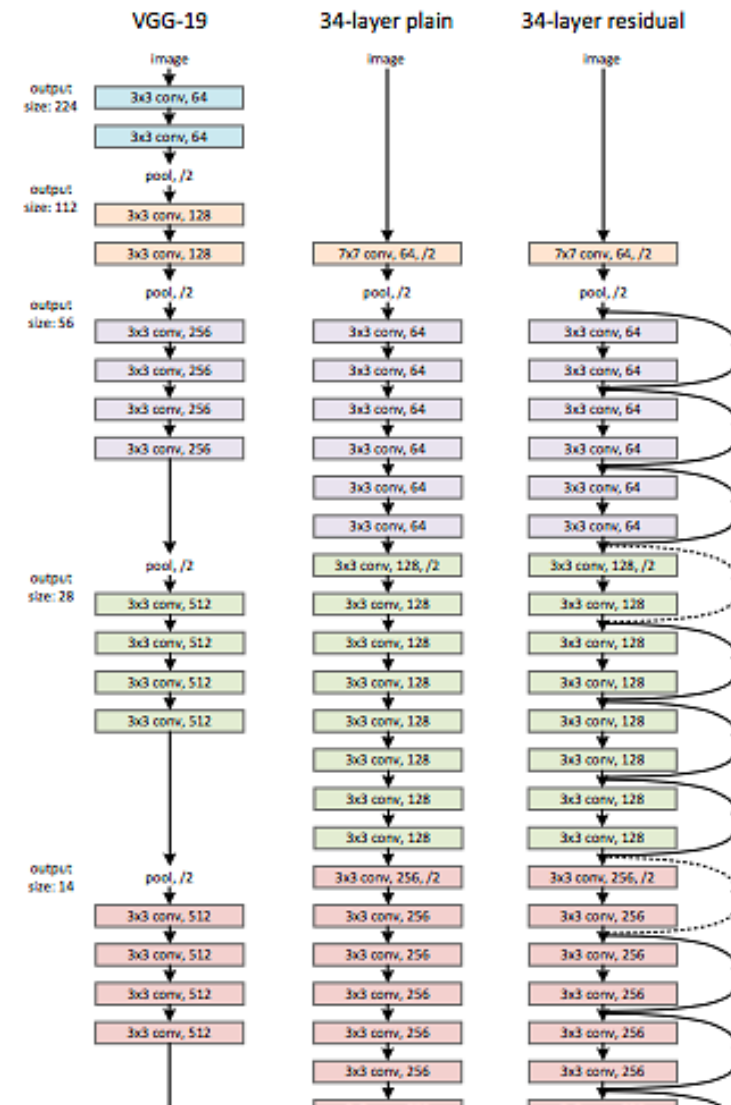 VGG-19
34-layer plain
34-layer residual
image
image
image
output
size: 224
3x3 conv, 64
3x3 conv, 64
pool, /2
output
size: 112
3x3 conv, 128
3x3 conv, 128
7x7 conv, 64, /2
7x7 conv, 64, /2
pool, /2
pool, /2
pool, /2
output
size: 56
3x3 conv, 256
3x3 conv, 64
3x3 conv, 64
3x3 conv, 256
3x3 conv, 64
3x3 conv, 64
3x3 conv, 256
3x3 conv, 64
3x3 conv, 64
3x3 conv, 256
3x3 conv, 64
3x3 conv, 64
3x3 conv, 64
3x3 conv, 64
3x3 conv, 64
3x3 conv, 64
pool, /2
3x3 conv, 128, /2
3x3 conv, 128, /2
output
size: 28
3x3 conv, 512
3x3 conv, 128
3x3 conv, 128
3x3 conv, 512
3x3 conv, 128
3x3 conv, 128
3x3 conv, 512
3x3 conv, 128
3x3 conv, 128
3x3 conv, 512
3x3 conv, 128
3x3 conv, 128
3x3 conv, 128
3x3 conv, 128
3x3 conv, 128
3x3 conv, 128
3x3 conv, 128
3x3 conv, 128
output
size: 14
pool, /2
3x3 conv, 256, /2
3x3 conv, 256, /2
3x3 conv, 512
3x3 conv, 256
3x3 conv, 256
3x3 conv, 512
3x3 conv, 256
3x3 conv, 256
3x3 conv, 512
3x3 conv, 256
3x3 conv, 256
3x3 conv, 512
3x3 conv, 256
3x3 conv, 256
3x3 conv, 256
3x3 conv, 256